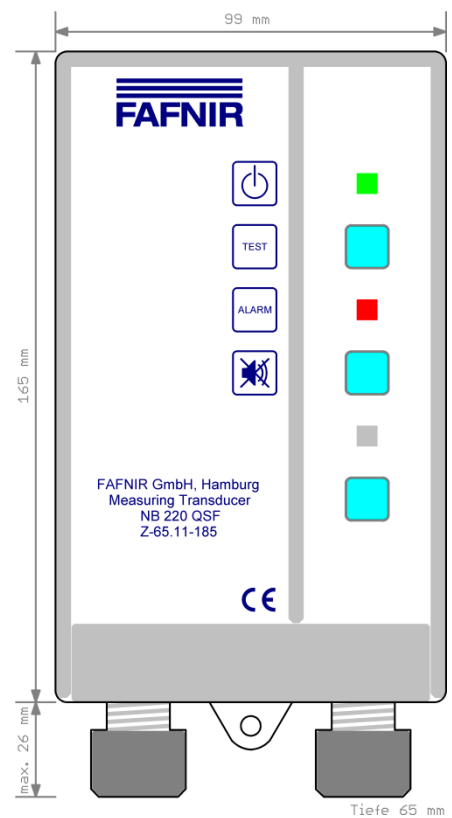 99 mm
FAFNIR
TEST
ALARM
165 mm
FAFNIR GmbH, Hamburg
Measuring Transducer
NB 220 QSF
Z-65.11-185
CE
max. 26 mm
Tiefe 65 mm